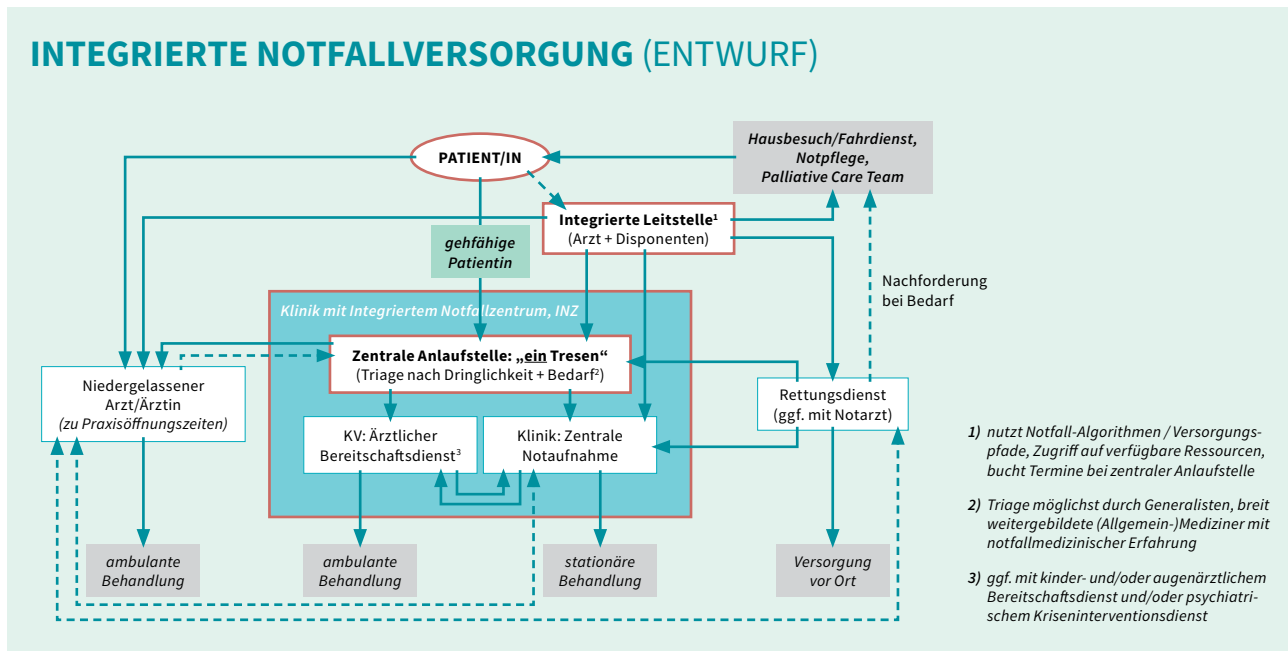 INTEGRIERTE NOTFALLVERSORGUNG (ENTWURF)
PATIENT/IN
Hausbesuch/Fahrdienst,
Notpflege,
Palliative Care Team
Integrierte Leitstelle¹
(Arzt + Disponenten)
gehfähige
Patientin
Nachforderung
bei Bedarf
Klinik mit Integriertem Notfallzentrum, INZ
Zentrale Anlaufstelle: „ein Tresen“
(Triage nach Dringlichkeit + Bedarf²)
Niedergelassener
Arzt/Ärztin
(zu Praxisöffnungszeiten)
Rettungsdienst
(ggf. mit Notarzt)
KV: Ärztlicher
Bereitschaftsdienst³
Klinik: Zentrale
Notaufnahme
ambulante
Behandlung
ambulante
Behandlung
stationäre
Behandlung
Versorgung
vor Ort
1) nutzt Notfall-Algorithmen / Versorgungs-
pfade, Zugriff auf verfügbare Ressourcen,
bucht Termine bei zentraler Anlaufstelle
2) Triage möglichst durch Generalisten, breit
weitergebildete (Allgemein-)Mediziner mit
notfallmedizinischer Erfahrung
3) ggf. mit kinder- und/oder augenärztlichem
Bereitschaftsdienst und/oder psychiatri-
schem Kriseninterventionsdienst